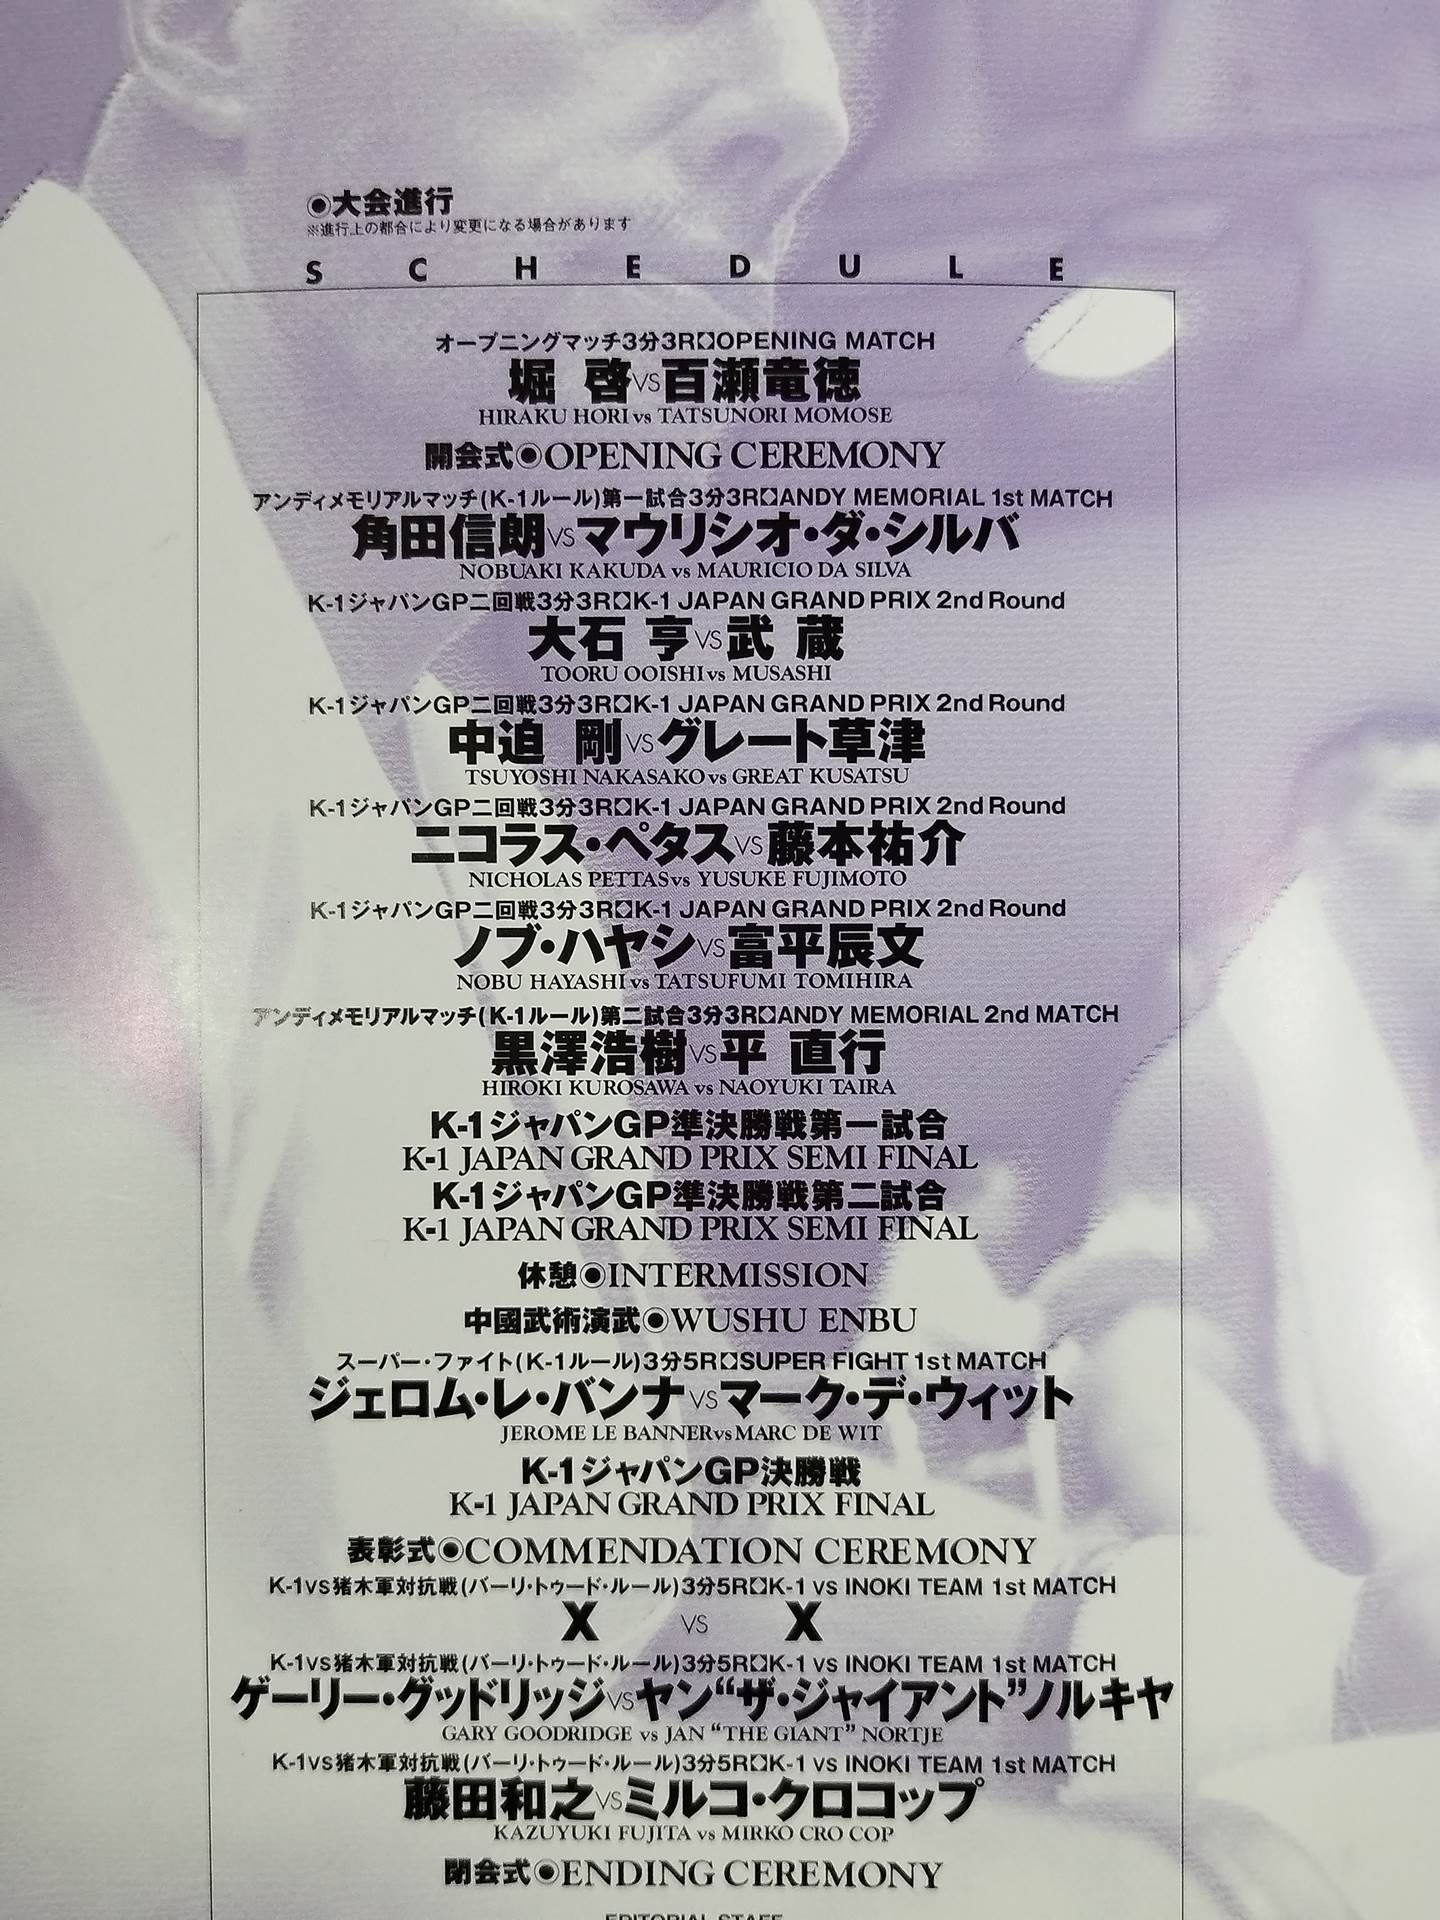 ◉大会進行
※進行上の都合により変更になる場合があります
SCHEDULE
オープニングマッチ3分3R◘OPENING MATCH
堀 啓VS百瀬竜徳
HIRAKU HORI vs TATSUNORI MOMOSE
開会式◉OPENING CEREMONY
アンディメモリアルマッチ(K-1ルール)第一試合3分3R◘ANDY MEMORIAL 1st MATCH
角田信朗VSマウリシオ・ダ・シルバ
NOBUAKI KAKUDA vs MAURICIO DA SILVA
K-1ジャパンGP二回戦3分3R◘K-1 JAPAN GRAND PRIX 2nd Round
大石 亨VS武 蔵
TOORU OOISHI vs MUSASHI
K-1ジャパンGP二回戦3分3R◘K-1 JAPAN GRAND PRIX 2nd Round
中迫 剛VSグレート草津
TSUYOSHI NAKASAKO vs GREAT KUSATSU
K-1ジャパンGP二回戦3分3R◘K-1 JAPAN GRAND PRIX 2nd Round
ニコラス・ペタスVS藤本祐介
NICHOLAS PETTAS vs YUSUKE FUJIMOTO
K-1ジャパンGP二回戦3分3R◘K-1 JAPAN GRAND PRIX 2nd Round
ノブ・ハヤシVS富平辰文
NOBU HAYASHI vs TATSUFUMI TOMIHIRA
アンディメモリアルマッチ(K-1ルール)第二試合3分3R◘ANDY MEMORIAL 2nd MATCH
黒澤浩樹VS平 直行
HIROKI KUROSAWA vs NAOYUKI TAIRA
K-1ジャパンGP準決勝戦第一試合
K-1 JAPAN GRAND PRIX SEMI FINAL
K-1ジャパンGP準決勝戦第二試合
K-1 JAPAN GRAND PRIX SEMI FINAL
休憩◉INTERMISSION
中國武術演武◉WUSHU ENBU
スーパー・ファイト(K-1ルール)3分5R◘SUPER FIGHT 1st MATCH
ジェロム・レ・バンナVSマーク・デ・ウィット
JEROME LE BANNER vs MARC DE WIT
K-1ジャパンGP決勝戦
K-1 JAPAN GRAND PRIX FINAL
表彰式◉COMMENDATION CEREMONY
K-1vs猪木軍対抗戦(バーリ・トゥード・ルール)3分5R◘K-1 vs INOKI TEAM 1st MATCH
X VS X
K-1vs猪木軍対抗戦(バーリ・トゥード・ルール)3分5R◘K-1 vs INOKI TEAM 1st MATCH
ゲーリー・グッドリッジVSヤン“ザ・ジャイアント”ノルキヤ
GARY GOODRIDGE vs JAN “THE GIANT” NORTJE
K-1vs猪木軍対抗戦(バーリ・トゥード・ルール)3分5R◘K-1 vs INOKI TEAM 1st MATCH
藤田和之VSミルコ・クロコップ
KAZUYUKI FUJITA vs MIRKO CRO COP
閉会式◉ENDING CEREMONY
EDITORIAL STAFF